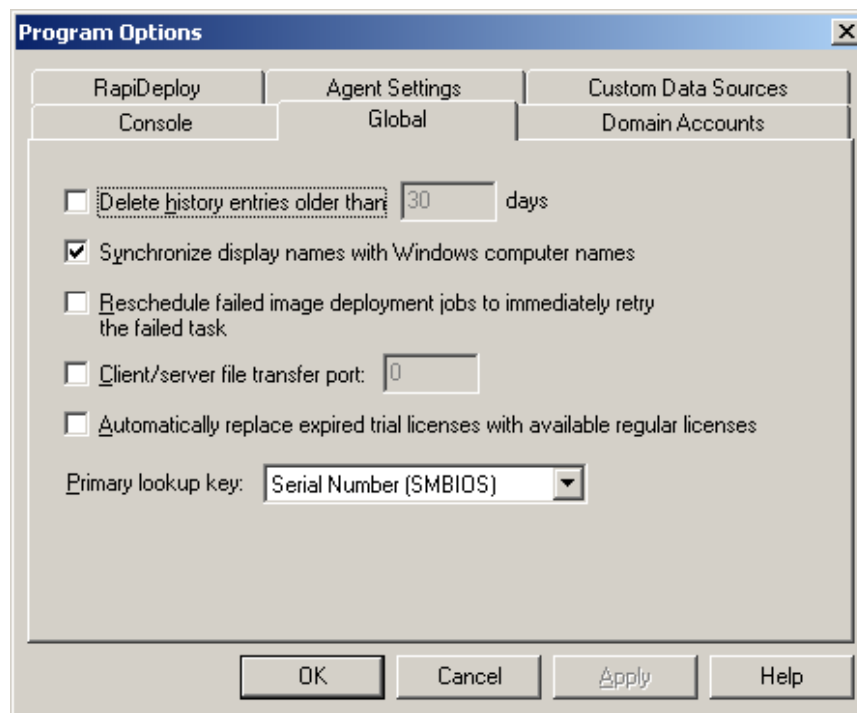 Program Options
RapiDeploy Agent Settings Custom Data Sources
Console Global Domain Accounts
Delete history entries older than 30 days
Synchronize display names with Windows computer names
Reschedule failed image deployment jobs to immediately retry
the failed task
Client/server file transfer port: 0
Automatically replace expired trial licenses with available regular licenses
Primary lookup key: Serial Number (SMBIOS)
OK Cancel Apply Help